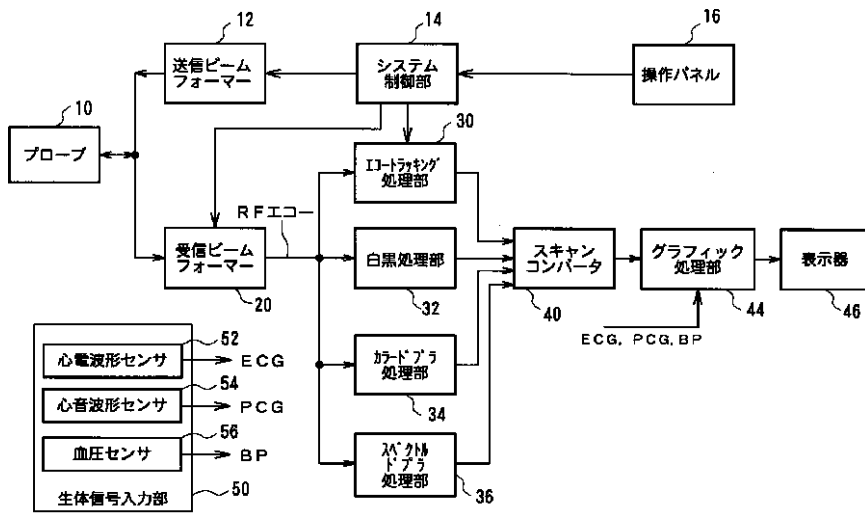 12
送信ビーム
フォーマー
14
システム
制御部
16
操作パネル
10
プローブ
30
エコートラッキング
処理部
RFエコー
受信ビーム
フォーマー
20
白黒処理部
32
スキャン
コンバータ
40
グラフィック
処理部
44
表示器
46
ECG, PCG, BP
カラードプラ
処理部
34
スペクトル
ドプラ
処理部
36
52
心電波形センサ
ECG
54
心音波形センサ
PCG
56
血圧センサ
BP
生体信号入力部
50